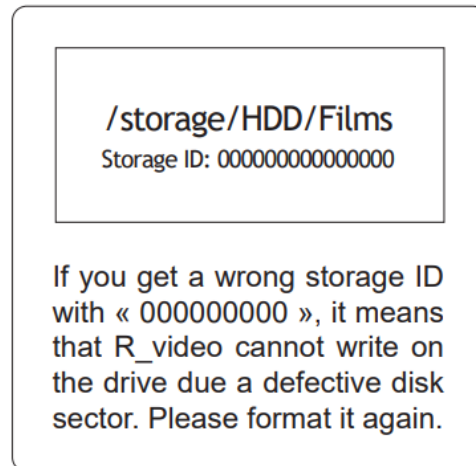 /storage/HDD/Films
Storage ID: 000000000000000
If you get a wrong storage ID
with « 000000000 », it means
that R_video cannot write on
the drive due a defective disk
sector. Please format it again.